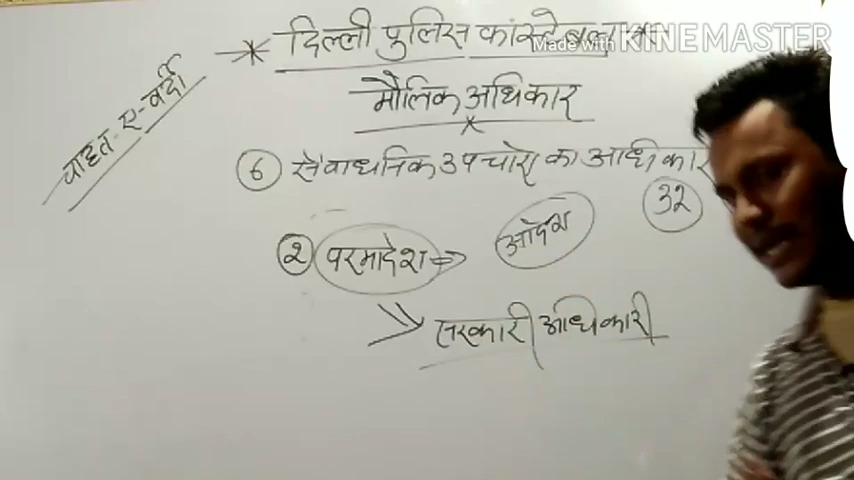 दिल्ली पुलिस कांस्टेबल
Made with KINEMASTER
चाहत-ए-वर्दी
मौलिक अधिकार
6 सैवाधानिक उपचारो का अधिकार
32
2 परमादेश ⇒ आदेश
सरकारी अधिकारी